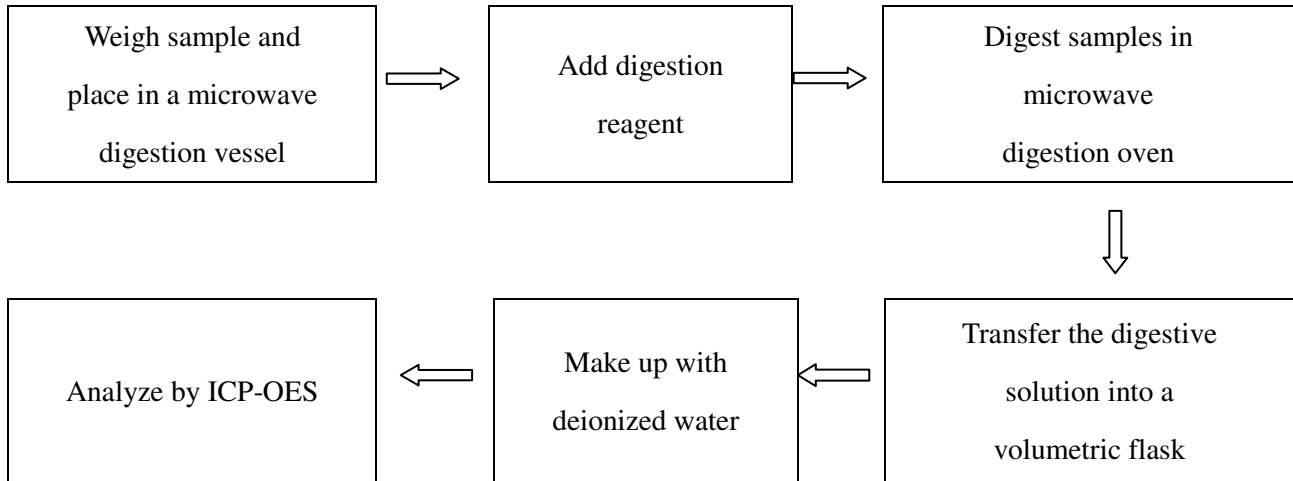 Weigh sample and
place in a microwave
digestion vessel
Add digestion
reagent
Digest samples in
microwave
digestion oven
Transfer the digestive
solution into a
volumetric flask
Make up with
deionized water
Analyze by ICP-OES